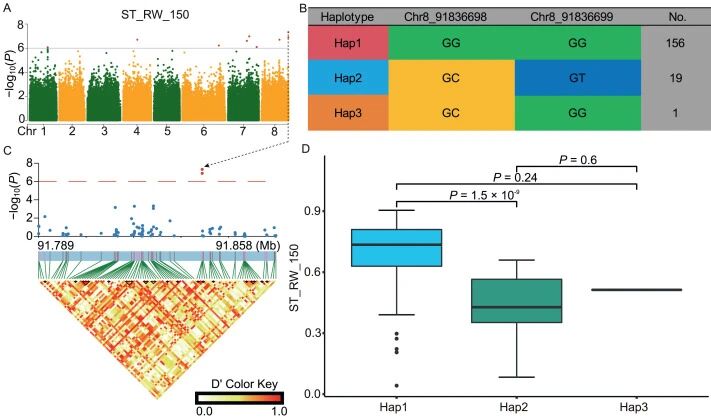 A
ST_RW_150
−log10(P)
8
6
4
2
0
Chr 1 2 3 4 5 6 7 8
B
Haplotype Chr8_91836698 Chr8_91836699 No.
Hap1 GG GG 156
Hap2 GC GT 19
Hap3 GC GG 1
C
−log10(P)
8
6
4
2
0
91.789 91.858 (Mb)
D' Color Key
0.0 1.0
D
P = 0.6
P = 0.24
P = 1.5 × 10⁻⁹
ST_RW_150
0.9
0.6
0.3
0.0
Hap1 Hap2 Hap3